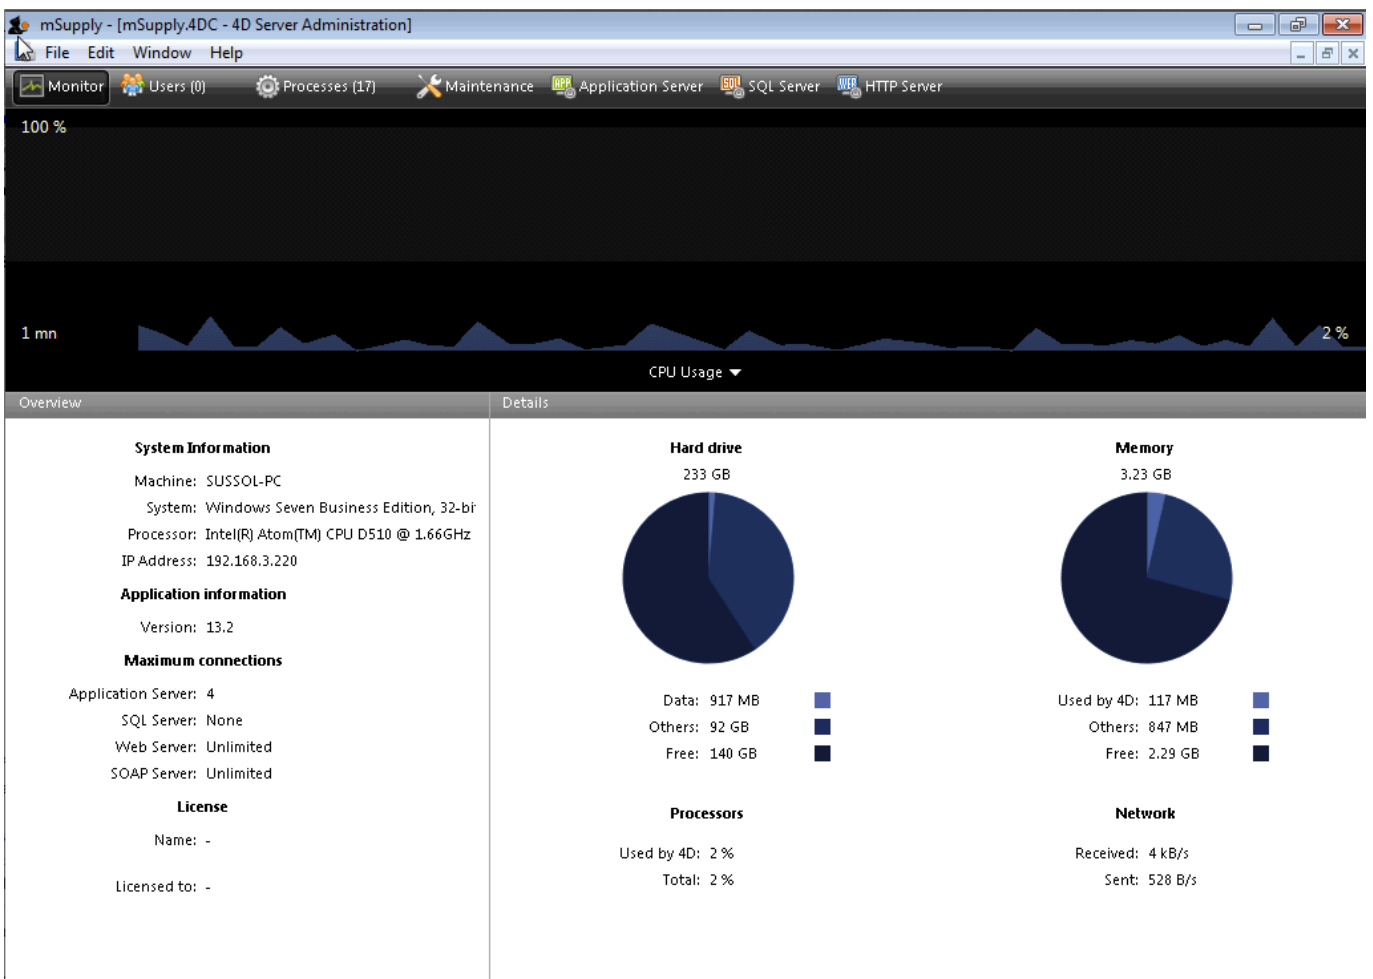 mSupply - [mSupply.4DC - 4D Server Administration]
File Edit Window Help
Monitor Users (0) Processes (17) Maintenance Application Server SQL Server HTTP Server
100 %
1 mn 2 %
CPU Usage
Overview Details
System Information
Machine: SUSSOL-PC
System: Windows Seven Business Edition, 32-bi
Processor: Intel(R) Atom(TM) CPU D510 @ 1.66GHz
IP Address: 192.168.3.220
Application information
Version: 13.2
Maximum connections
Application Server: 4
SQL Server: None
Web Server: Unlimited
SOAP Server: Unlimited
License
Name: -
Licensed to: -
Hard drive
233 GB
Data: 917 MB
Others: 92 GB
Free: 140 GB
Memory
3.23 GB
Used by 4D: 117 MB
Others: 847 MB
Free: 2.29 GB
Processors
Used by 4D: 2 %
Total: 2 %
Network
Received: 4 kB/s
Sent: 528 B/s